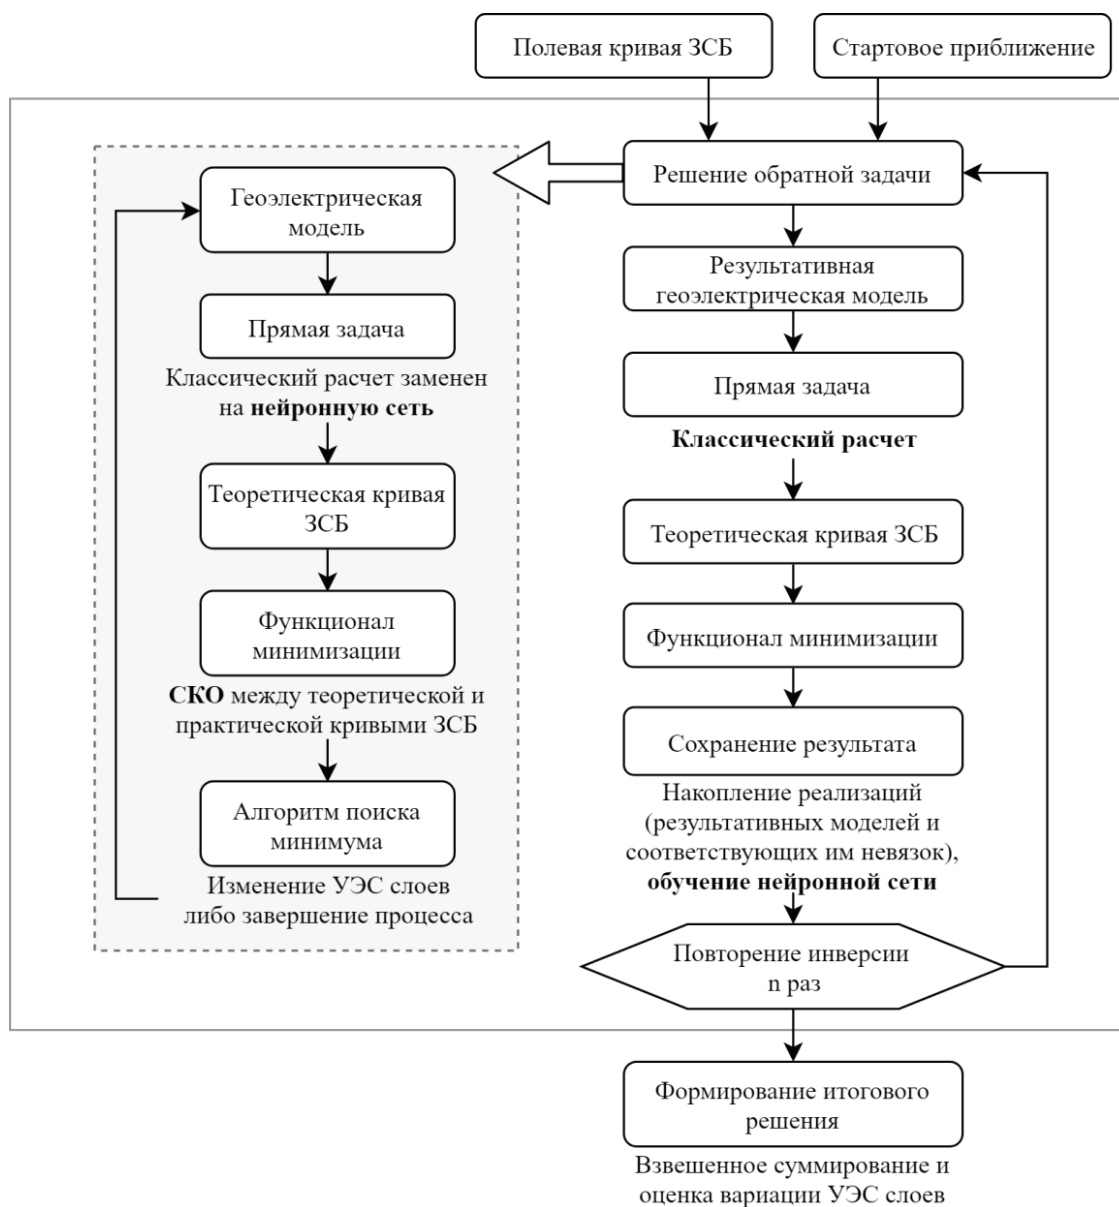 Полевая кривая ЗСБ
Стартовое приближение
Решение обратной задачи
Результативная
геоэлектрическая модель
Прямая задача
Классический расчет
Теоретическая кривая ЗСБ
Функционал минимизации
Сохранение результата
Накопление реализаций
(результативных моделей и
соответствующих им невязок),
обучение нейронной сети
Повторение инверсии
n раз
Геоэлектрическая
модель
Прямая задача
Классический расчет заменен
на нейронную сеть
Теоретическая кривая
ЗСБ
Функционал
минимизации
СКО между теоретической и
практической кривыми ЗСБ
Алгоритм поиска
минимума
Изменение УЭС слоев
либо завершение процесса
Формирование итогового
решения
Взвешенное суммирование и
оценка вариации УЭС слоев